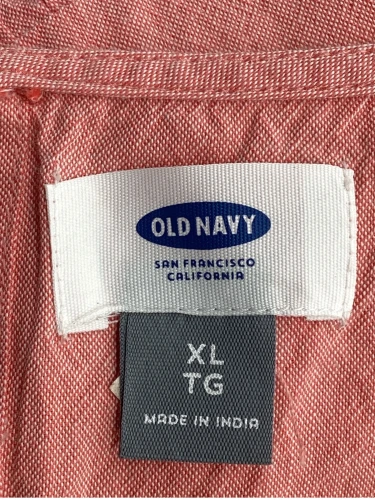 OLD NAVY
SAN FRANCISCO
CALIFORNIA
XL
TG
MADE IN INDIA